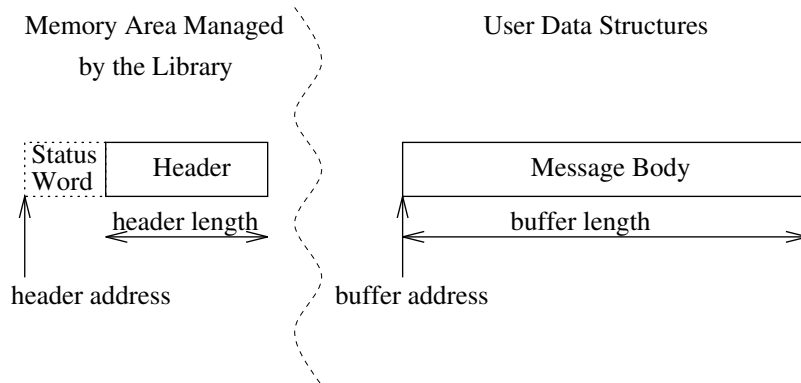 Memory Area Managed
by the Library
User Data Structures
Status
Word
Header
Message Body
header length
buffer length
header address
buffer address